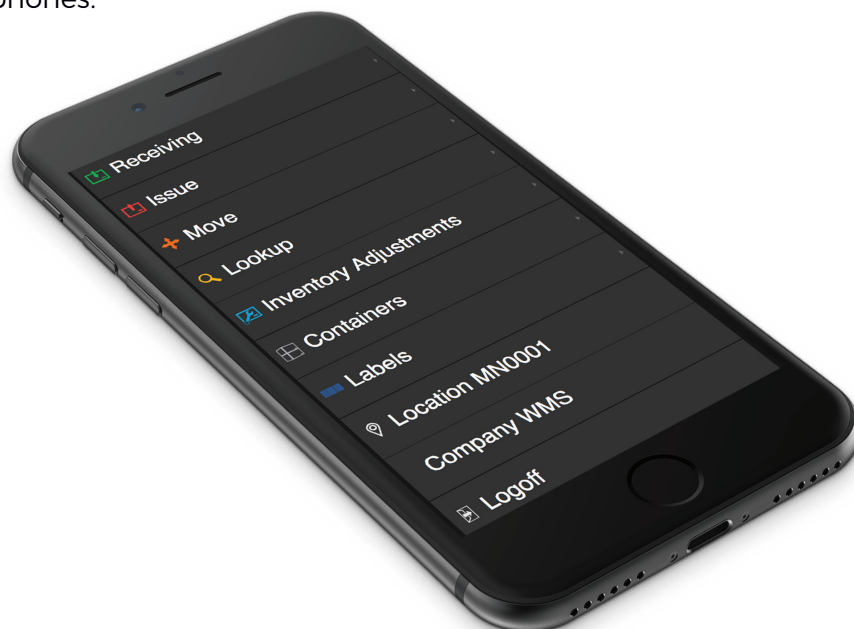 phones.
Receiving
Issue
Move
Lookup
Inventory Adjustments
Containers
Labels
Location MN0001
Company WMS
Logoff